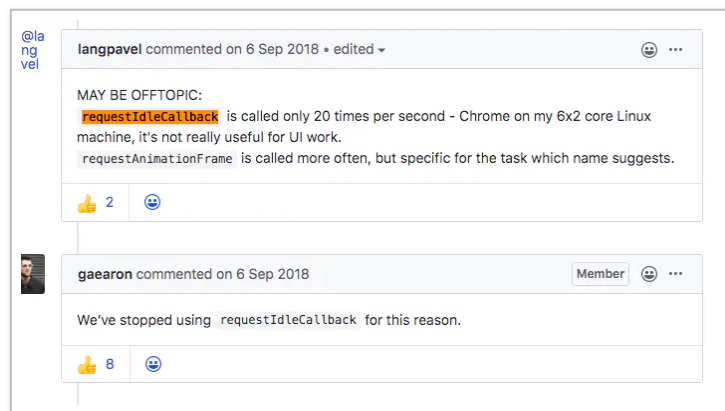 @la
ng
vel
langpavel commented on 6 Sep 2018 • edited
MAY BE OFFTOPIC:
requestIdleCallback is called only 20 times per second - Chrome on my 6x2 core Linux
machine, it's not really useful for UI work.
requestAnimationFrame is called more often, but specific for the task which name suggests.
👍 2
gaearon commented on 6 Sep 2018
Member
We've stopped using requestIdleCallback for this reason.
👍 8